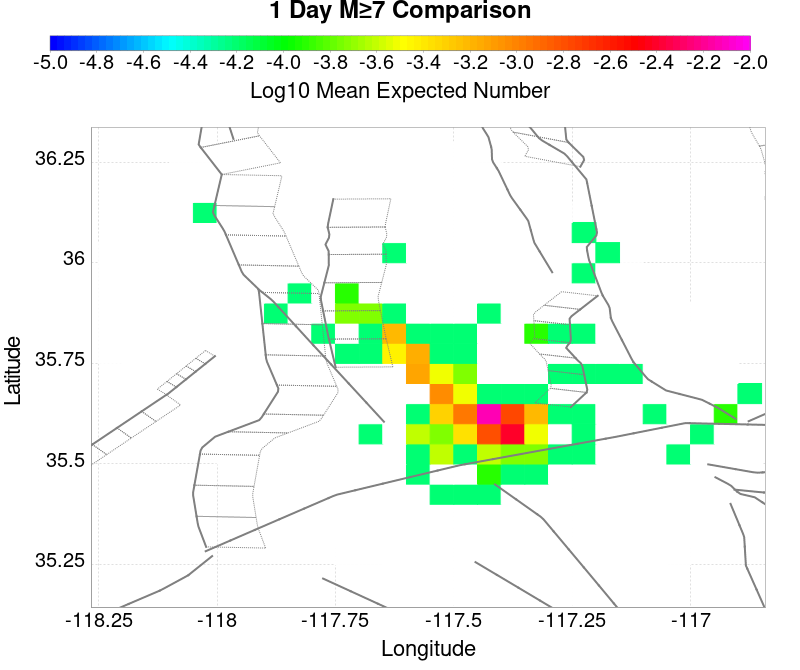 1 Day M≥7 Comparison
-5.0 -4.8 -4.6 -4.4 -4.2 -4.0 -3.8 -3.6 -3.4 -3.2 -3.0 -2.8 -2.6 -2.4 -2.2 -2.0
Log10 Mean Expected Number
36.25
36
35.75
35.5
35.25
Latitude
-118.25 -118 -117.75 -117.5 -117.25 -117
Longitude